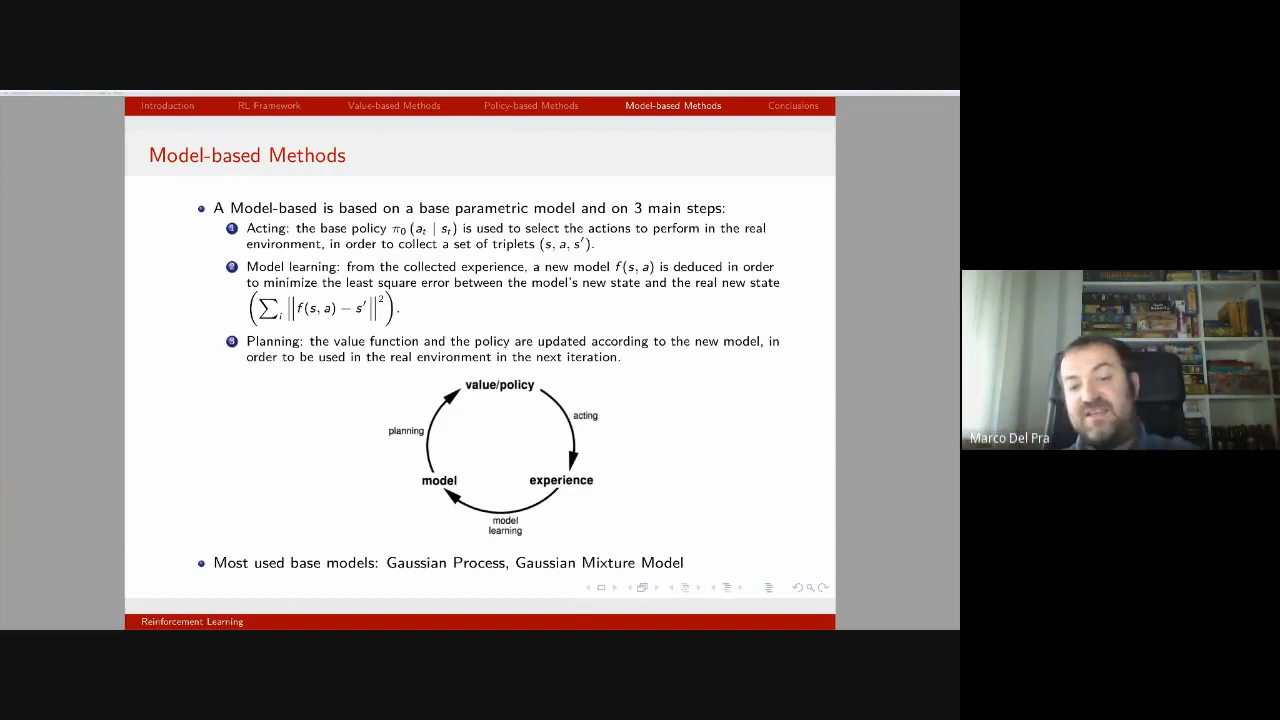 Introduction RL Framework Value-based Methods Policy-based Methods Model-based Methods Conclusions
Model-based Methods
A Model-based is based on a base parametric model and on 3 main steps:
1 Acting: the base policy π₀ (aₜ | sₜ) is used to select the actions to perform in the real
environment, in order to collect a set of triplets (s, a, s′).
2 Model learning: from the collected experience, a new model f(s, a) is deduced in order
to minimize the least square error between the model's new state and the real new state
(∑ᵢ ||f(s, a) − s′||²).
3 Planning: the value function and the policy are updated according to the new model, in
order to be used in the real environment in the next iteration.
value/policy
acting
planning
model
experience
model
learning
Most used base models: Gaussian Process, Gaussian Mixture Model
Reinforcement Learning
Marco Del Pra